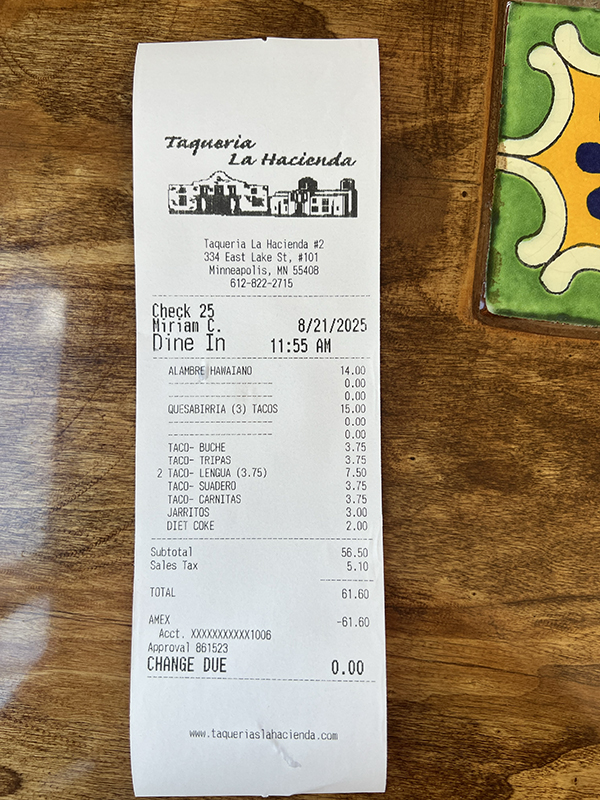 Taqueria
La Hacienda
Taqueria La Hacienda #2
334 East Lake St, #101
Minneapolis, MN 55408
612-822-2715
Check 25
Miriam C. 8/21/2025
Dine In 11:55 AM
ALAMBRE HAWAIANO 14.00
---------------------- 0.00
---------------------- 0.00
QUESABIRRIA (3) TACOS 15.00
---------------------- 0.00
---------------------- 0.00
TACO- BUCHE 3.75
TACO- TRIPAS 3.75
2 TACO- LENGUA (3.75) 7.50
TACO- SUADERO 3.75
TACO- CARNITAS 3.75
JARRITOS 3.00
DIET COKE 2.00
Subtotal 56.50
Sales Tax 5.10
TOTAL 61.60
AMEX -61.60
Acct. XXXXXXXXXXX1006
Approval 861523
CHANGE DUE 0.00
www.taqueriaslahacienda.com